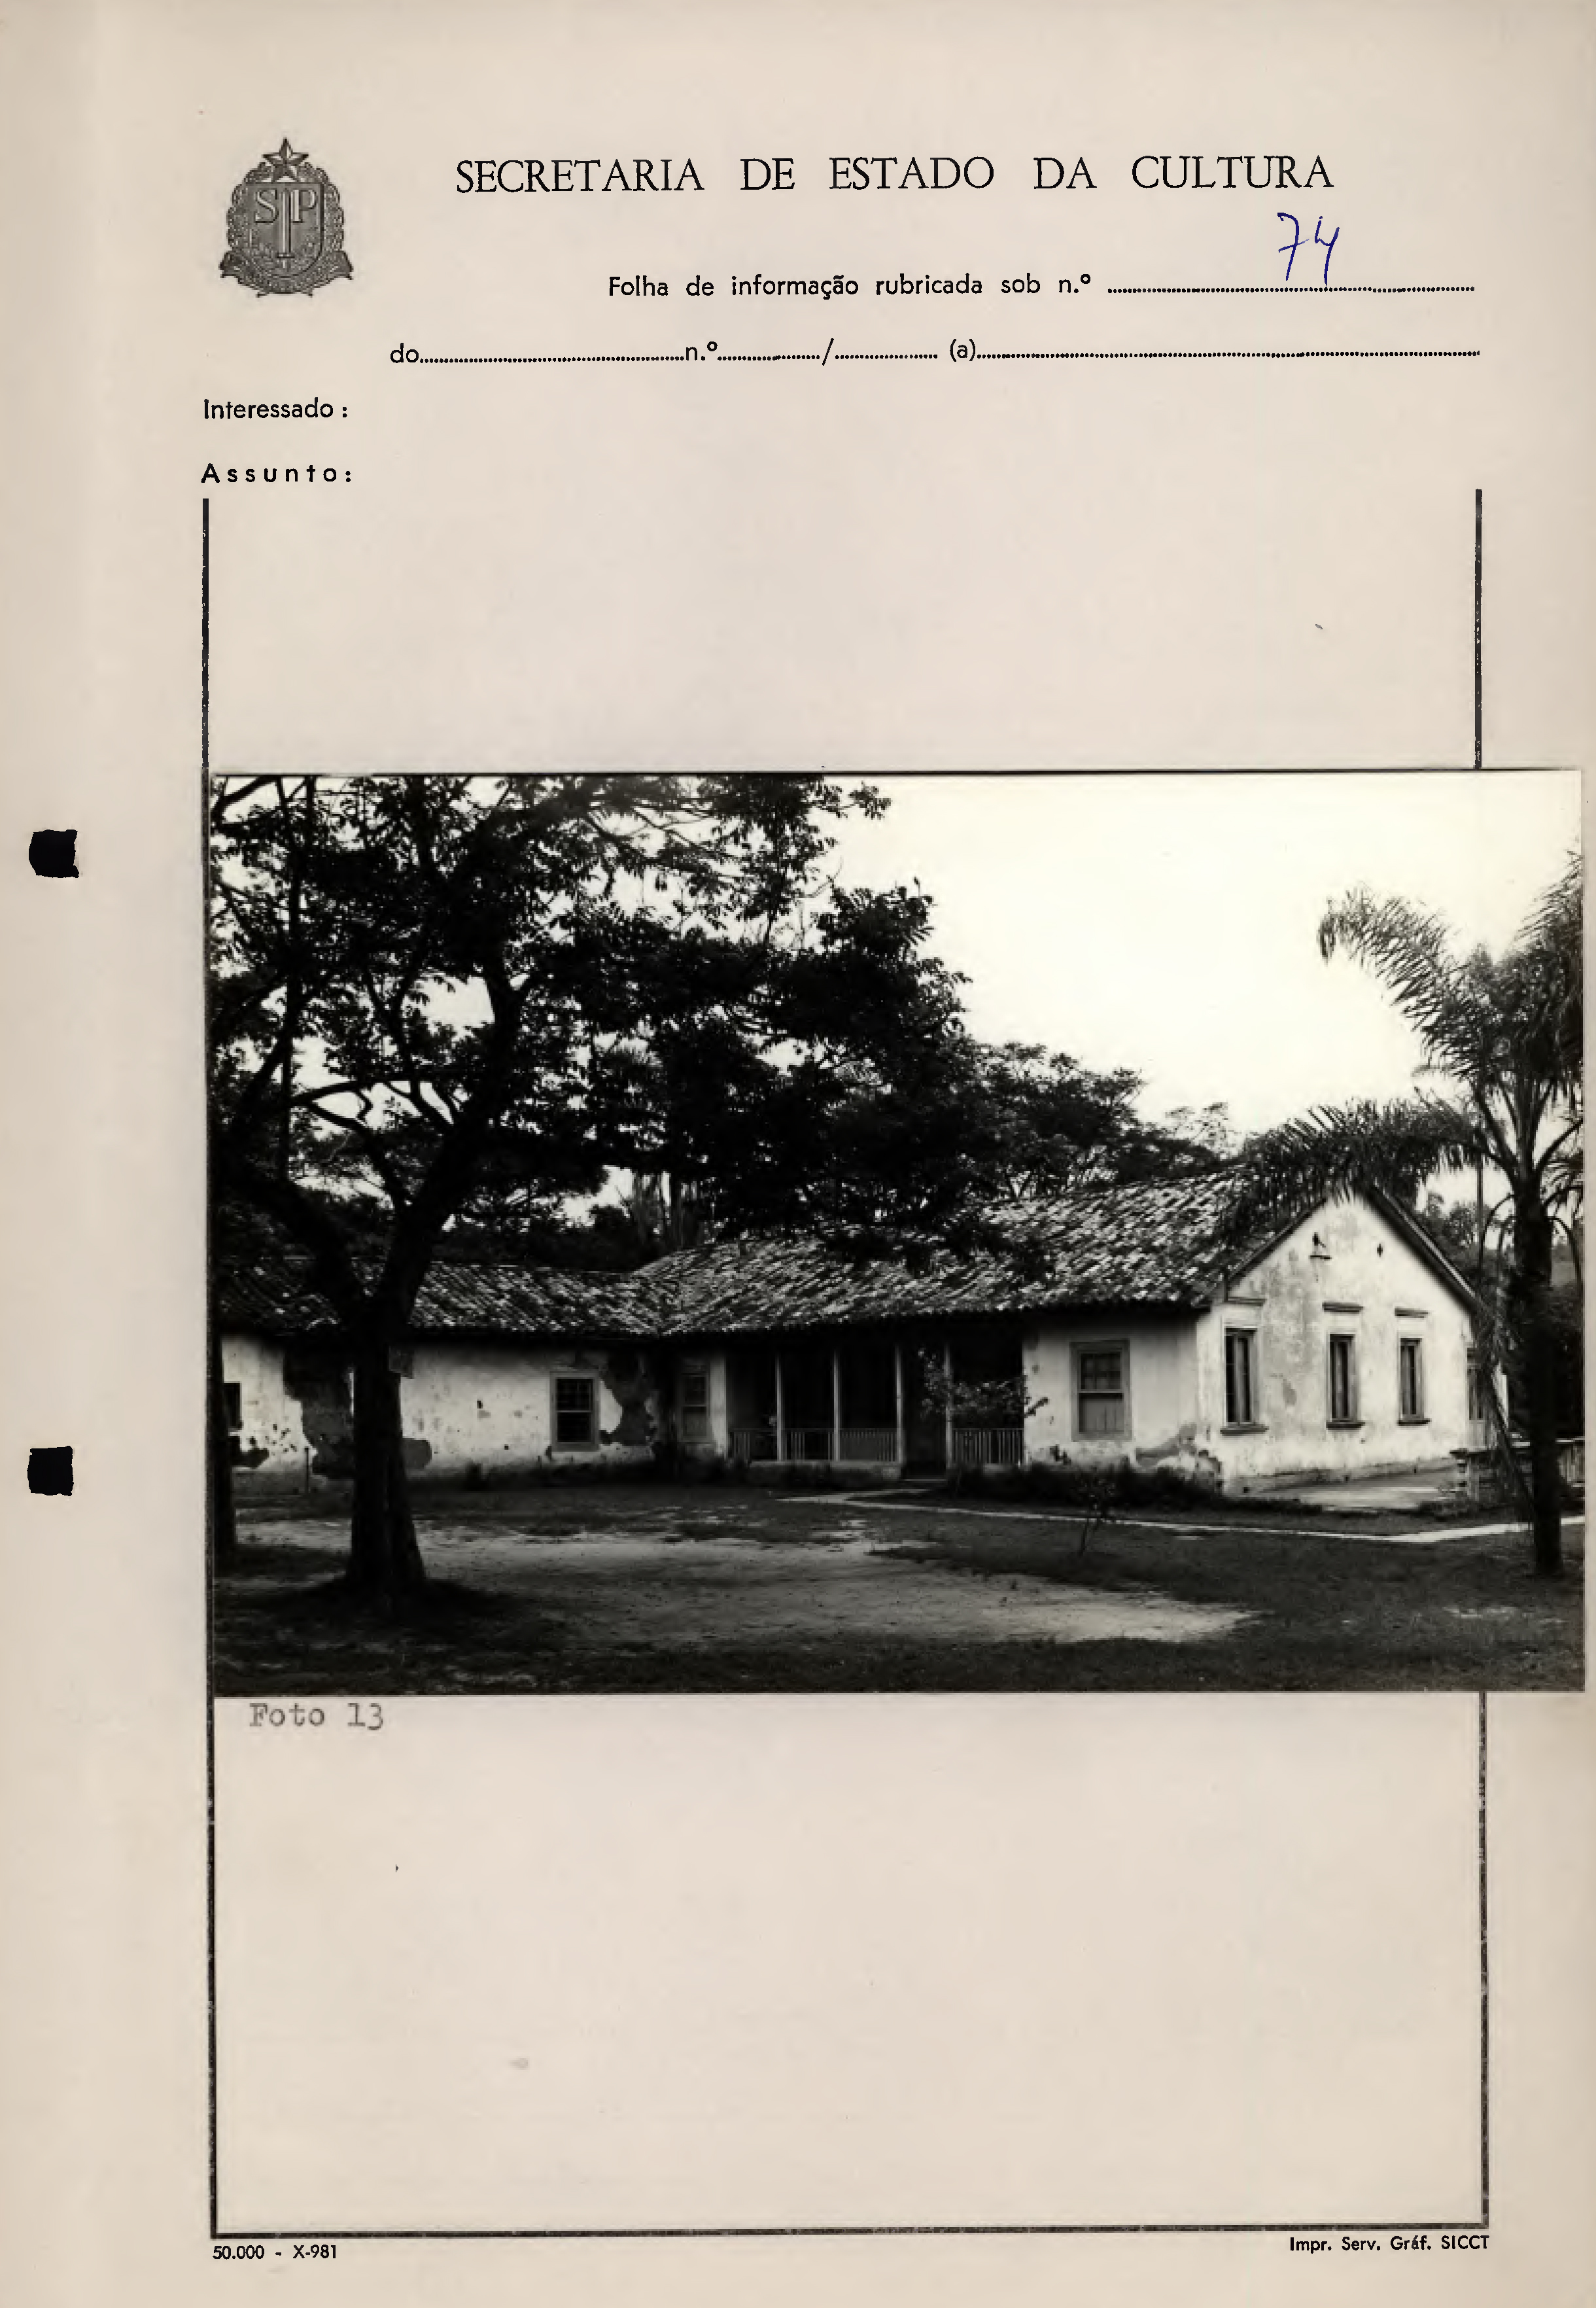 SP
SECRETARIA DE ESTADO DA CULTURA
Folha de informação rubricada sob n.º 74
do n.º / (a)
Interessado :
Assunto:
Foto 13
50.000 - X-981
Impr. Serv. Gráf. SICCT